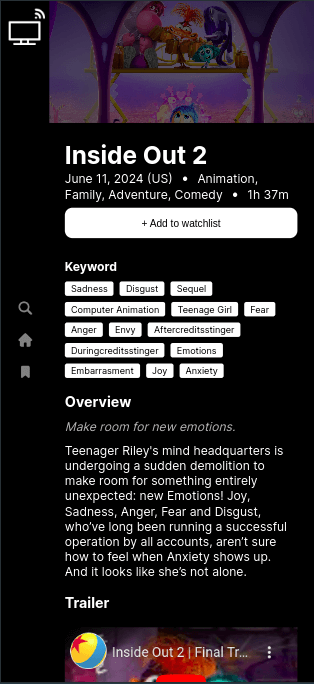 Inside Out 2
June 11, 2024 (US) • Animation,
Family, Adventure, Comedy • 1h 37m
+ Add to watchlist
Keyword
Sadness Disgust Sequel
Computer Animation Teenage Girl Fear
Anger Envy Aftercreditsstinger
Duringcreditsstinger Emotions
Embarrasment Joy Anxiety
Overview
Make room for new emotions.
Teenager Riley's mind headquarters is
undergoing a sudden demolition to
make room for something entirely
unexpected: new Emotions! Joy,
Sadness, Anger, Fear and Disgust,
who’ve long been running a successful
operation by all accounts, aren’t sure
how to feel when Anxiety shows up.
And it looks like she’s not alone.
Trailer
Inside Out 2 | Final Tr...